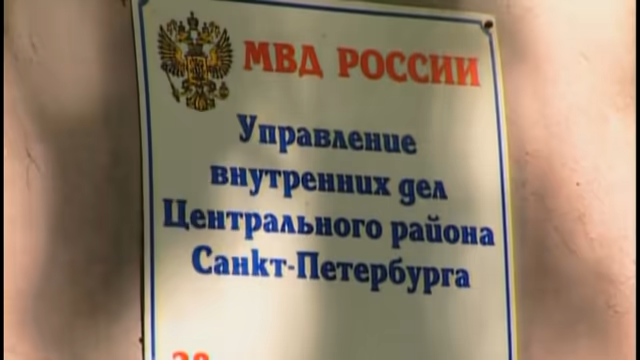 МВД РОССИИ
Управление
внутренних дел
Центрального района
Санкт-Петербурга